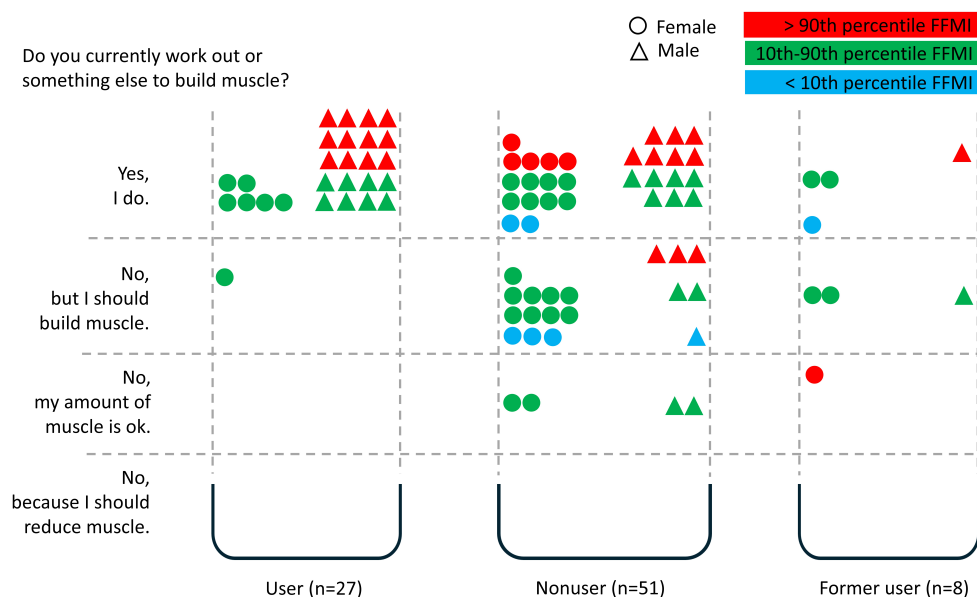 Female
Male
> 90th percentile FFMI
10th-90th percentile FFMI
< 10th percentile FFMI
Do you currently work out or
something else to build muscle?
Yes,
I do.
No,
but I should
build muscle.
No,
my amount of
muscle is ok.
No,
because I should
reduce muscle.
User (n=27)
Nonuser (n=51)
Former user (n=8)